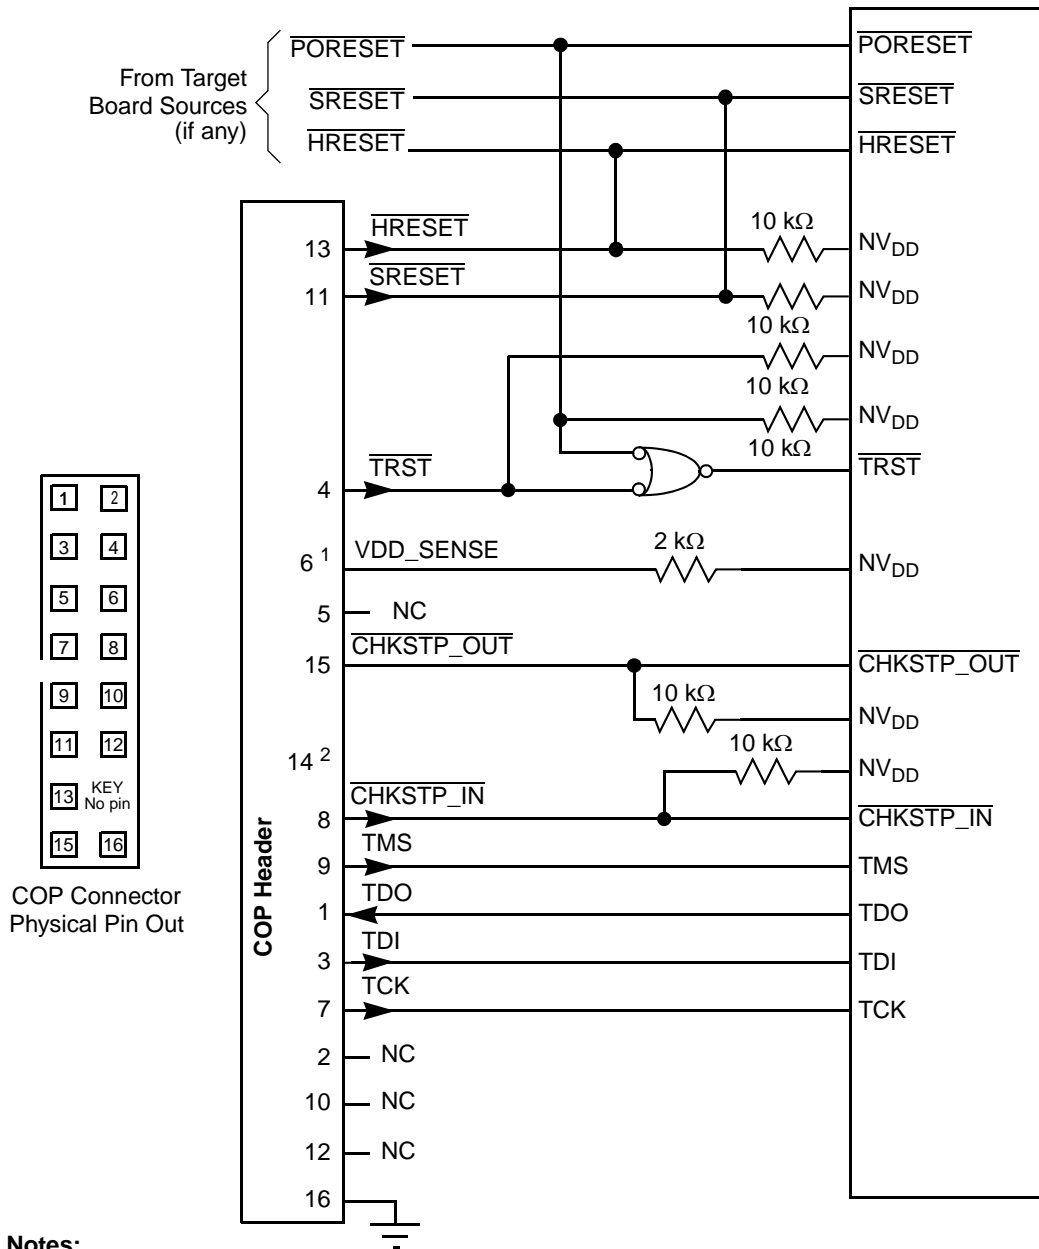 PORESET
From Target
Board Sources
(if any)
SRESET
HRESET
PORESET
SRESET
HRESET
13
HRESET
10 kΩ
NVDD
11
SRESET
10 kΩ
NVDD
10 kΩ
NVDD
10 kΩ
NVDD
4
TRST
TRST
6 1
VDD_SENSE
2 kΩ
NVDD
5
NC
15
CHKSTP_OUT
CHKSTP_OUT
10 kΩ
NVDD
14 2
10 kΩ
NVDD
8
CHKSTP_IN
CHKSTP_IN
9
TMS
TMS
1
TDO
TDO
3
TDI
TDI
7
TCK
TCK
2
NC
10
NC
12
NC
16
COP Header
1 2
3 4
5 6
7 8
9 10
11 12
13 KEY
No pin
15 16
COP Connector
Physical Pin Out
Notes: